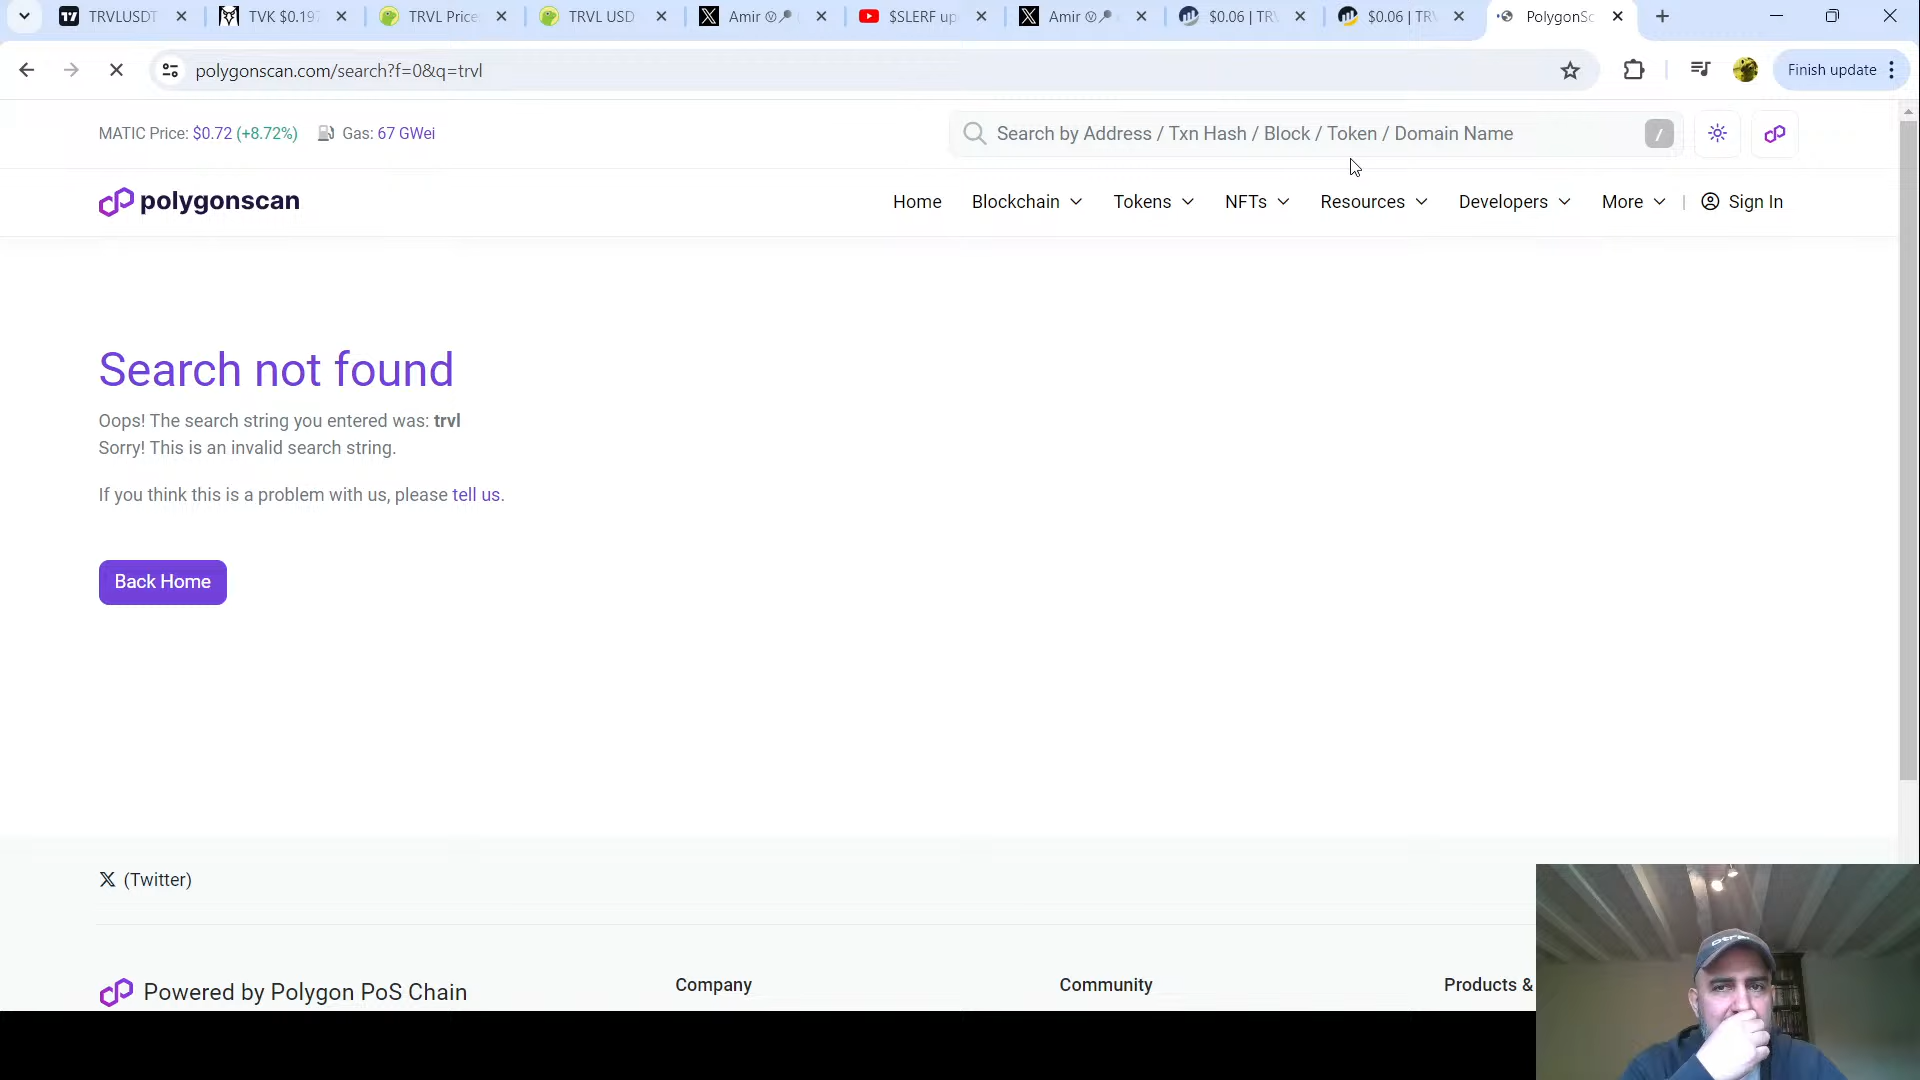 TRVLUSDT
TVK $0.197
TRVL Price
TRVL USD
Amir
$SLERF up
Amir
$0.06 | TRV
$0.06 | TRV
PolygonSc
polygonscan.com/search?f=0&q=trvl
Finish update
MATIC Price: $0.72 (+8.72%) Gas: 67 GWei
Search by Address / Txn Hash / Block / Token / Domain Name
/
polygonscan
Home Blockchain Tokens NFTs Resources Developers More | Sign In
Search not found
Oops! The search string you entered was: trvl
Sorry! This is an invalid search string.
If you think this is a problem with us, please tell us.
Back Home
X (Twitter)
Powered by Polygon PoS Chain
Company
Community
Products &